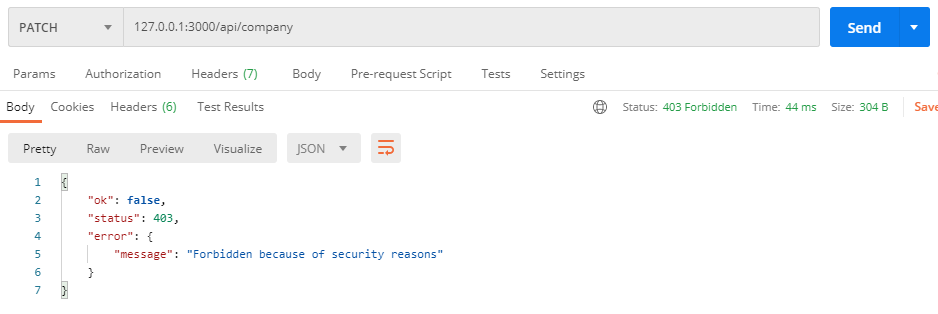 PATCH 127.0.0.1:3000/api/company Send
Params Authorization Headers (7) Body Pre-request Script Tests Settings
Body Cookies Headers (6) Test Results Status: 403 Forbidden Time: 44 ms Size: 304 B Save
Pretty Raw Preview Visualize JSON
1 {
2 "ok": false,
3 "status": 403,
4 "error": {
5 "message": "Forbidden because of security reasons"
6 }
7 }